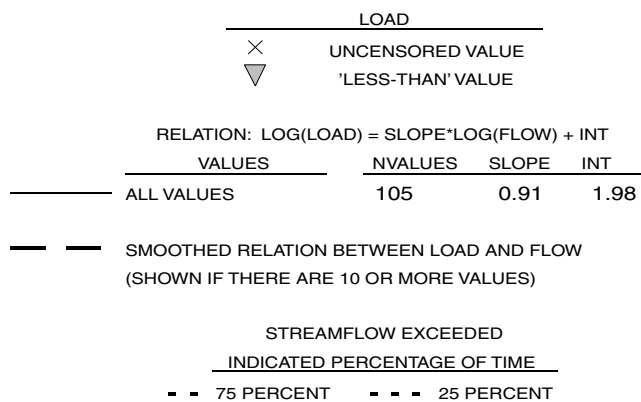 LOAD
UNCENSORED VALUE
'LESS-THAN' VALUE
RELATION: LOG(LOAD) = SLOPE*LOG(FLOW) + INT
VALUES NVALUES SLOPE INT
ALL VALUES 105 0.91 1.98
SMOOTHED RELATION BETWEEN LOAD AND FLOW
(SHOWN IF THERE ARE 10 OR MORE VALUES)
STREAMFLOW EXCEEDED
INDICATED PERCENTAGE OF TIME
75 PERCENT 25 PERCENT